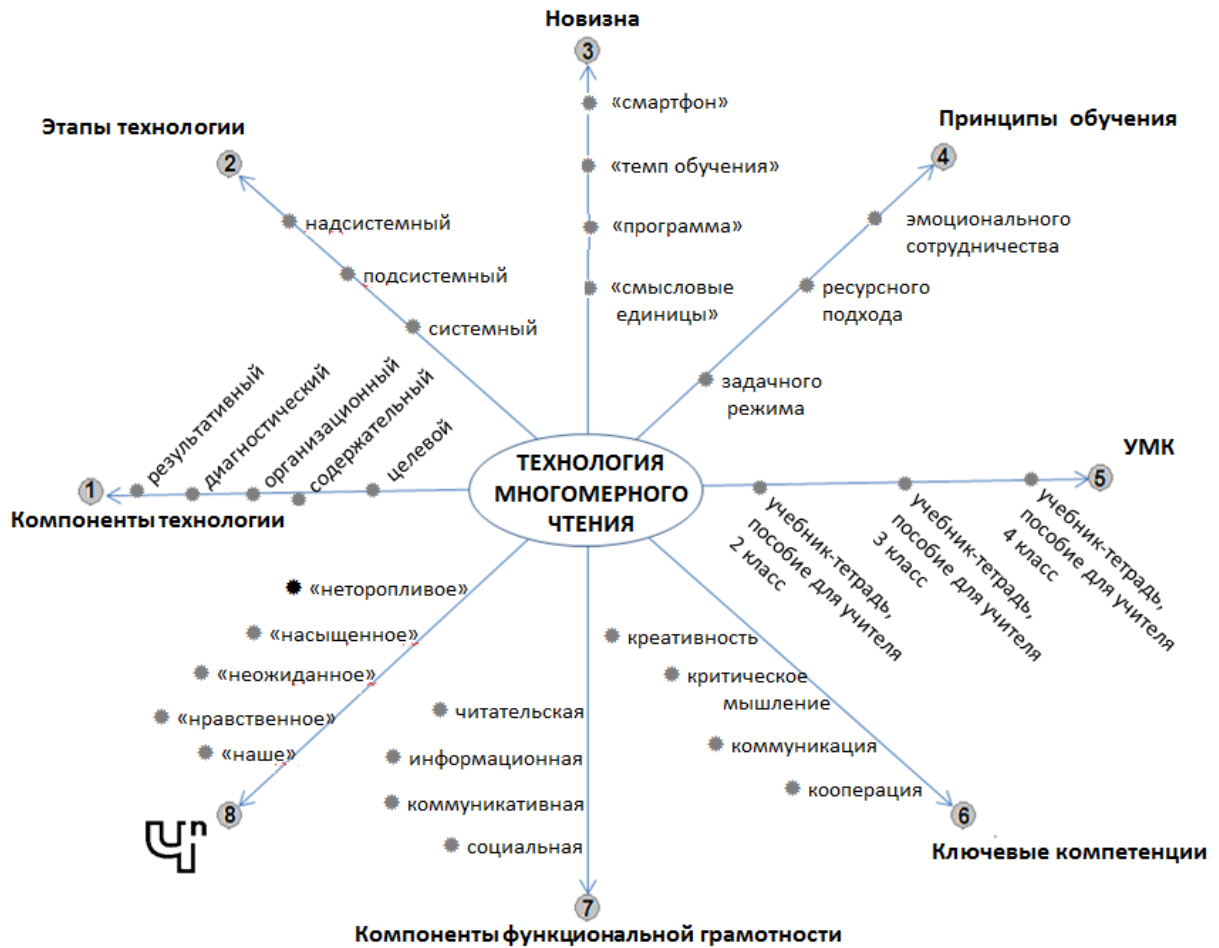 Новизна
3
«смартфон»
Этапы технологии
Принципы обучения
2
4
«темп обучения»
надсистемный
«программа»
эмоционального
сотрудничества
подсистемный
«смысловые
единицы»
ресурсного
подхода
системный
задачного
режима
результативный
диагностический
организационный
содержательный
целевой
ТЕХНОЛОГИЯ
МНОГОМЕРНОГО
ЧТЕНИЯ
УМК
1
5
Компоненты технологии
учебник-тетрадь,
пособие для учителя
2 класс
учебник-тетрадь,
пособие для учителя
3 класс
учебник-тетрадь,
пособие для учителя
4 класс
«неторопливое»
«насыщенное»
«неожиданное»
«нравственное»
«наше»
8
Чⁿ
читательская
информационная
коммуникативная
социальная
7
Компоненты функциональной грамотности
креативность
критическое
мышление
коммуникация
кооперация
6
Ключевые компетенции